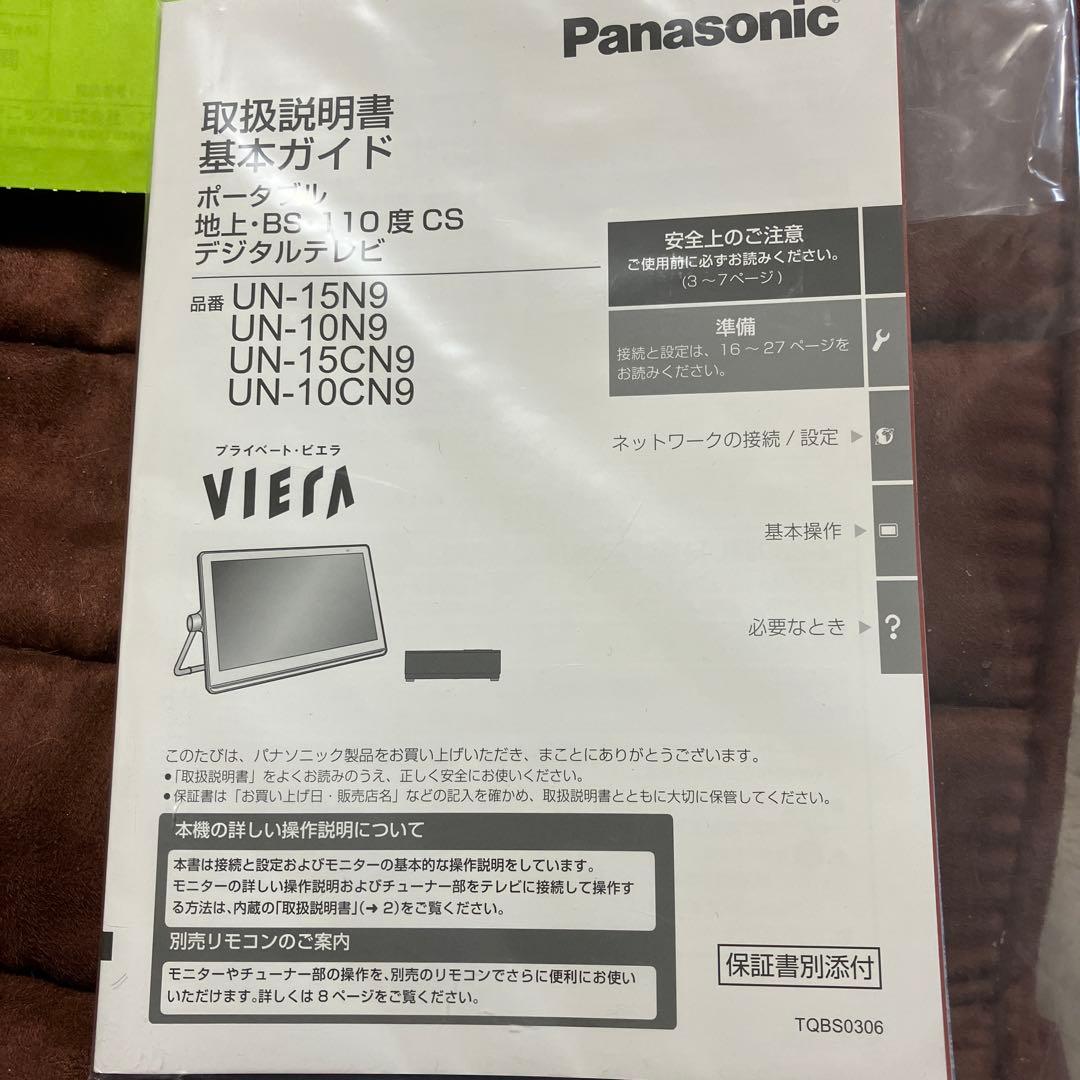 Panasonic
取扱説明書
基本ガイド
ポータブル
地上・BS・110度 CS
デジタルテレビ
品番 UN-15N9
UN-10N9
UN-15CN9
UN-10CN9
プライベート・ビエラ
VIERA
安全上のご注意
ご使用前に必ずお読みください。
(3～7ページ)
準備
接続と設定は、16～27ページを
お読みください。
ネットワークの接続/設定
基本操作
必要なとき
?
このたびは、パナソニック製品をお買い上げいただき、まことにありがとうございます。
●「取扱説明書」をよくお読みのうえ、正しく安全にお使いください。
●保証書は「お買い上げ日・販売店名」などの記入を確かめ、取扱説明書とともに大切に保管してください。
本機の詳しい操作説明について
本書は接続と設定およびモニターの基本的な操作説明をしています。
モニターの詳しい操作説明およびチューナー部をテレビに接続して操作す
る方法は、内蔵の「取扱説明書」(➜ 2)をご覧ください。
別売リモコンのご案内
モニターやチューナー部の操作を、別売のリモコンでさらに便利にお使い
いただけます。詳しくは 8 ページをご覧ください。
保証書別添付
TQBS0306